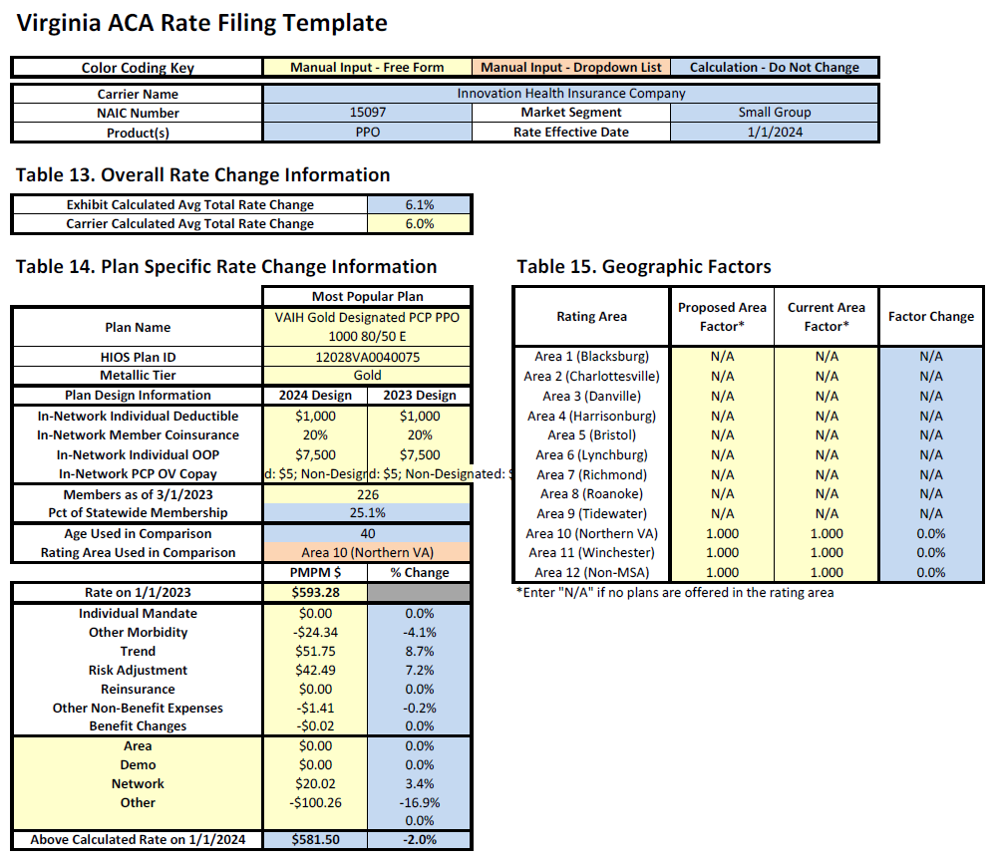 Virginia ACA Rate Filing Template
Color Coding Key Manual Input - Free Form Manual Input - Dropdown List Calculation - Do Not Change
Carrier Name Innovation Health Insurance Company
NAIC Number 15097 Market Segment Small Group
Product(s) PPO Rate Effective Date 1/1/2024
Table 13. Overall Rate Change Information
Exhibit Calculated Avg Total Rate Change 6.1%
Carrier Calculated Avg Total Rate Change 6.0%
Table 14. Plan Specific Rate Change Information
Most Popular Plan
Plan Name VAIH Gold Designated PCP PPO
1000 80/50 E
HIOS Plan ID 12028VA0040075
Metallic Tier Gold
Plan Design Information 2024 Design 2023 Design
In-Network Individual Deductible $1,000 $1,000
In-Network Member Coinsurance 20% 20%
In-Network Individual OOP $7,500 $7,500
In-Network PCP OV Copay d: $5; Non-Desigrd: $5; Non-Designated: $
Members as of 3/1/2023 226
Pct of Statewide Membership 25.1%
Age Used in Comparison 40
Rating Area Used in Comparison Area 10 (Northern VA)
PMPM $ % Change
Rate on 1/1/2023 $593.28
Individual Mandate $0.00 0.0%
Other Morbidity -$24.34 -4.1%
Trend $51.75 8.7%
Risk Adjustment $42.49 7.2%
Reinsurance $0.00 0.0%
Other Non-Benefit Expenses -$1.41 -0.2%
Benefit Changes -$0.02 0.0%
Area $0.00 0.0%
Demo $0.00 0.0%
Network $20.02 3.4%
Other -$100.26 -16.9%
0.0%
Above Calculated Rate on 1/1/2024 $581.50 -2.0%
Table 15. Geographic Factors
Rating Area Proposed Area Factor* Current Area Factor* Factor Change
Area 1 (Blacksburg) N/A N/A N/A
Area 2 (Charlottesville) N/A N/A N/A
Area 3 (Danville) N/A N/A N/A
Area 4 (Harrisonburg) N/A N/A N/A
Area 5 (Bristol) N/A N/A N/A
Area 6 (Lynchburg) N/A N/A N/A
Area 7 (Richmond) N/A N/A N/A
Area 8 (Roanoke) N/A N/A N/A
Area 9 (Tidewater) N/A N/A N/A
Area 10 (Northern VA) 1.000 1.000 0.0%
Area 11 (Winchester) 1.000 1.000 0.0%
Area 12 (Non-MSA) 1.000 1.000 0.0%
*Enter "N/A" if no plans are offered in the rating area